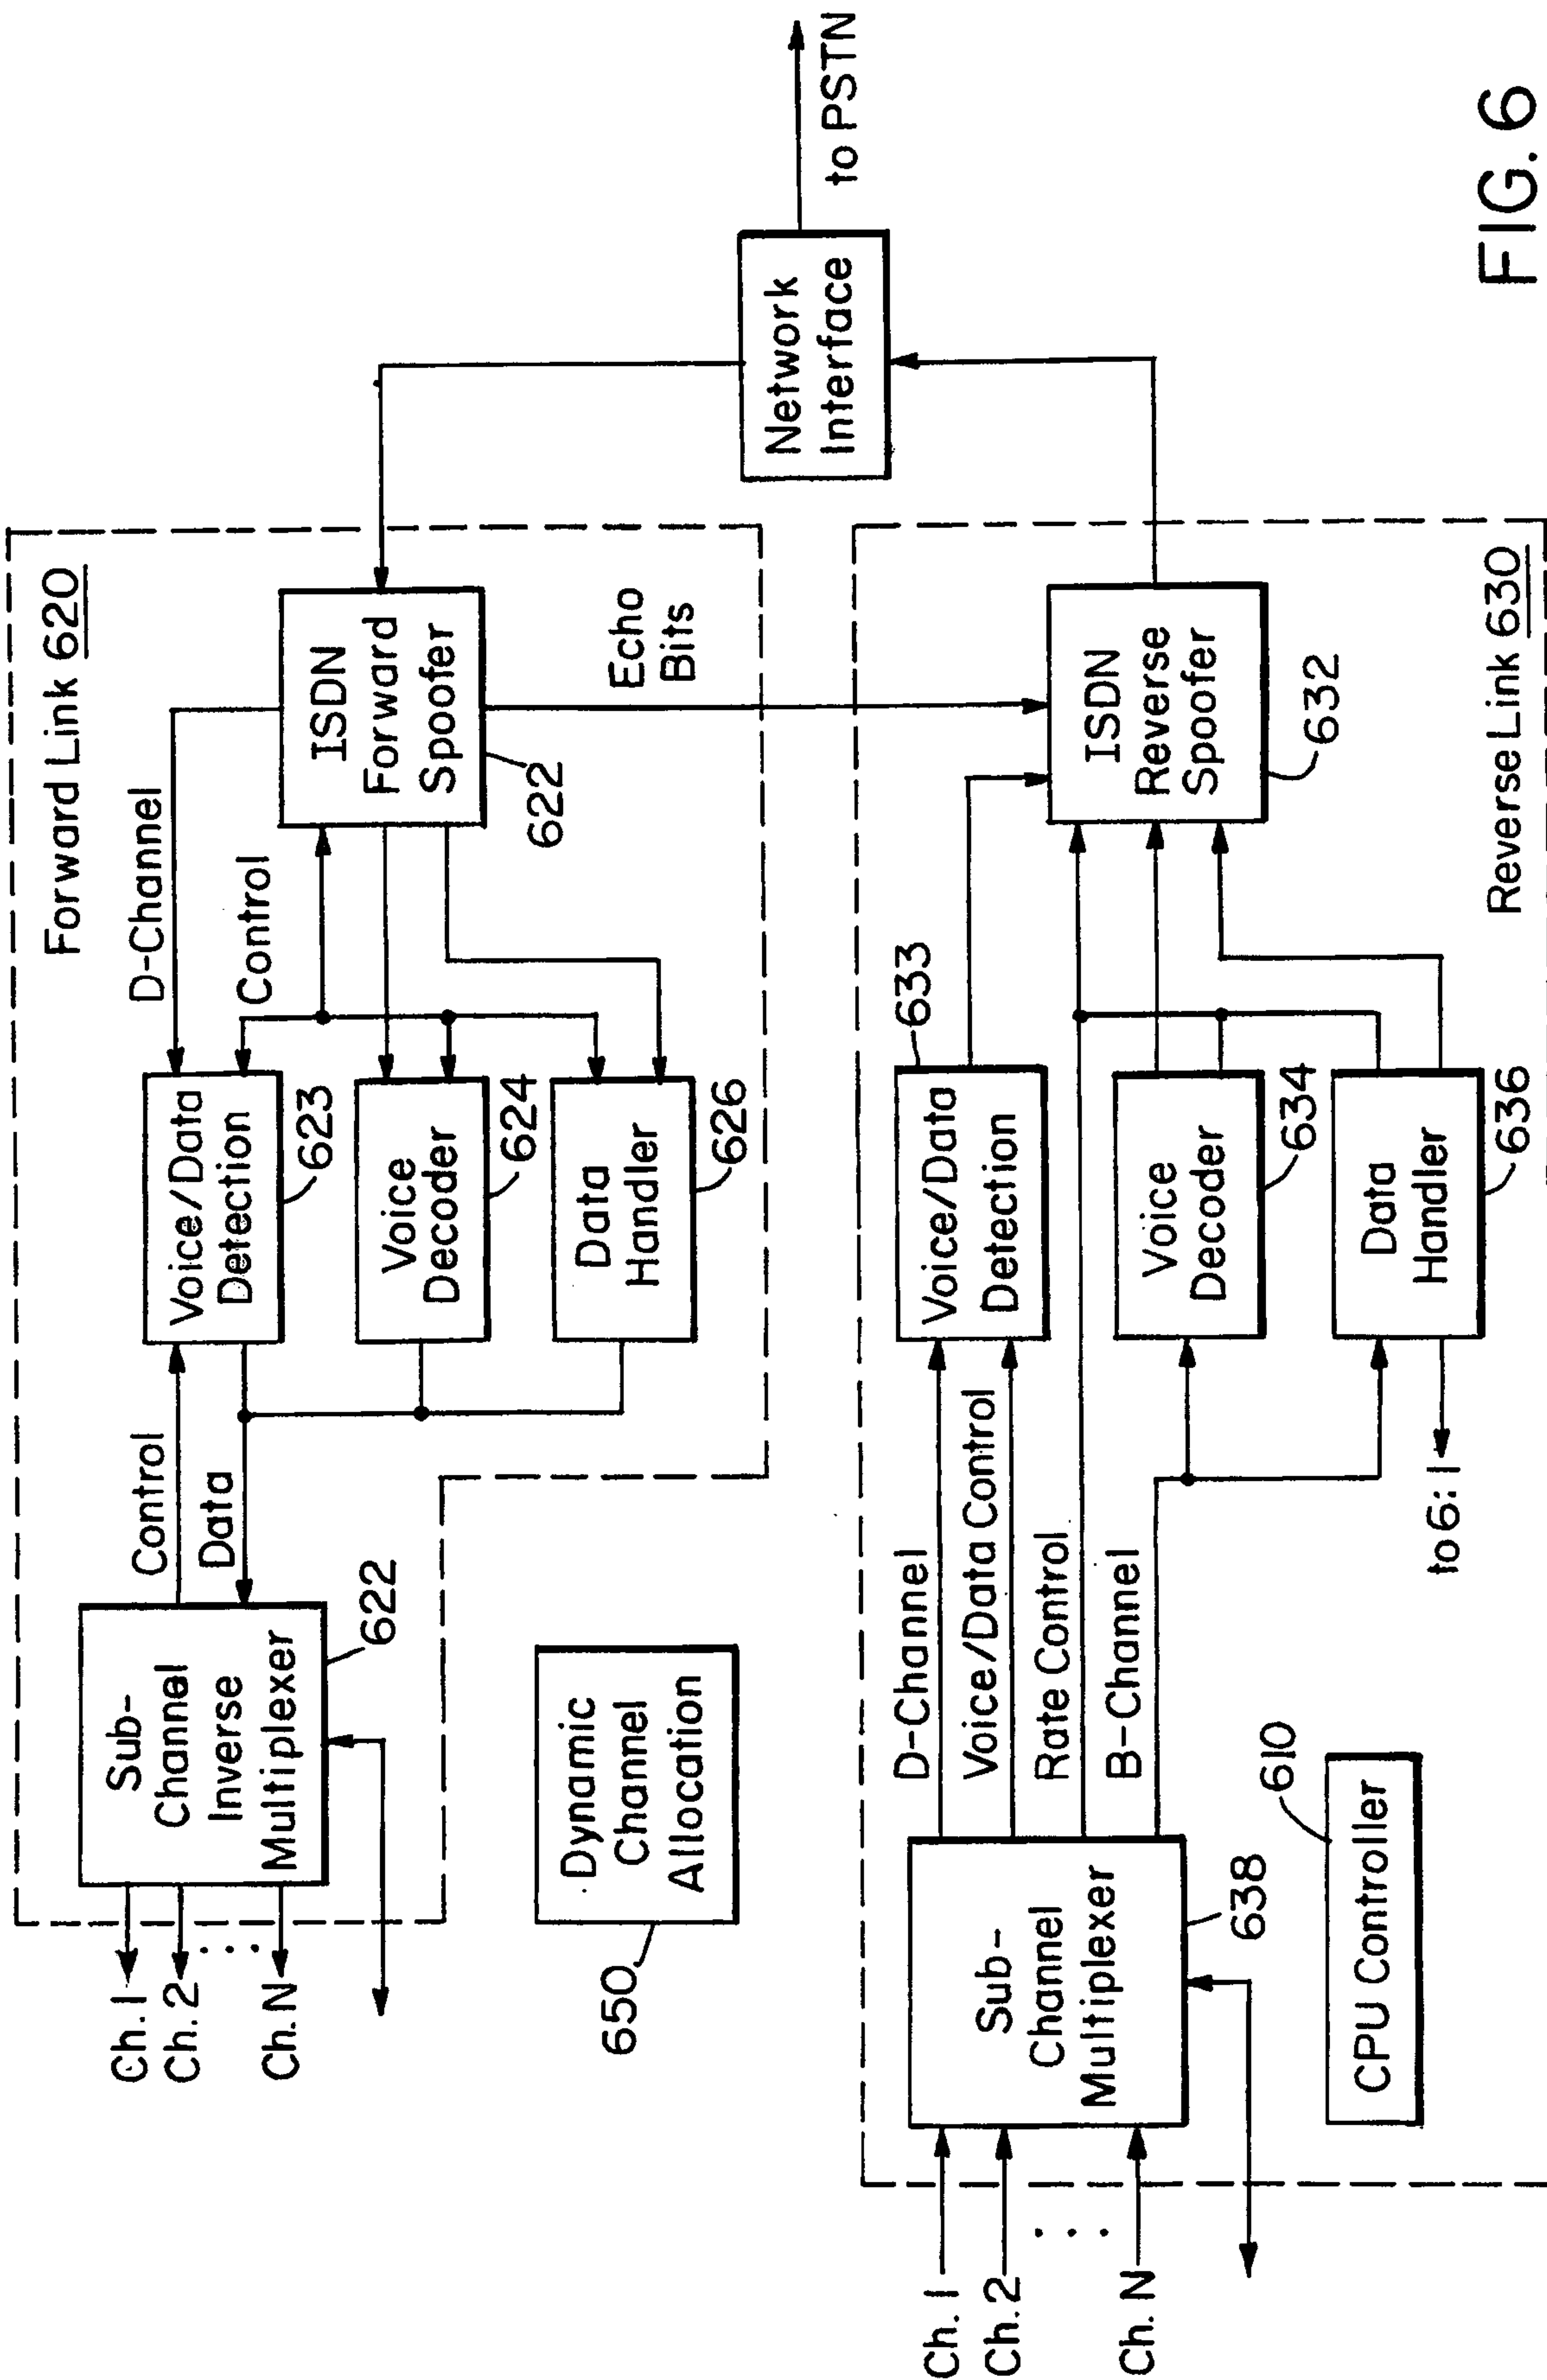 Forward Link 620
Ch. 1
Ch. 2
Ch. N
Sub-
Channel
Inverse
Multiplexer
622
Control
Data
Voice/Data
Detection
623
Voice
Decoder
624
Data
Handler
626
D-Channel
Control
ISDN
Forward
Spoofer
622
Echo
Bits
Network
Interface
to PSTN
Dynamic
Channel
Allocation
650
Ch. 1
Ch. 2
Ch. N
Sub-
Channel
Multiplexer
638
D-Channel
Voice/Data Control
Rate Control
B-Channel
Voice/Data
Detection
633
Voice
Decoder
634
Data
Handler
636
to 6:1
ISDN
Reverse
Spoofer
632
CPU Controller
610
Reverse Link 630
FIG. 6